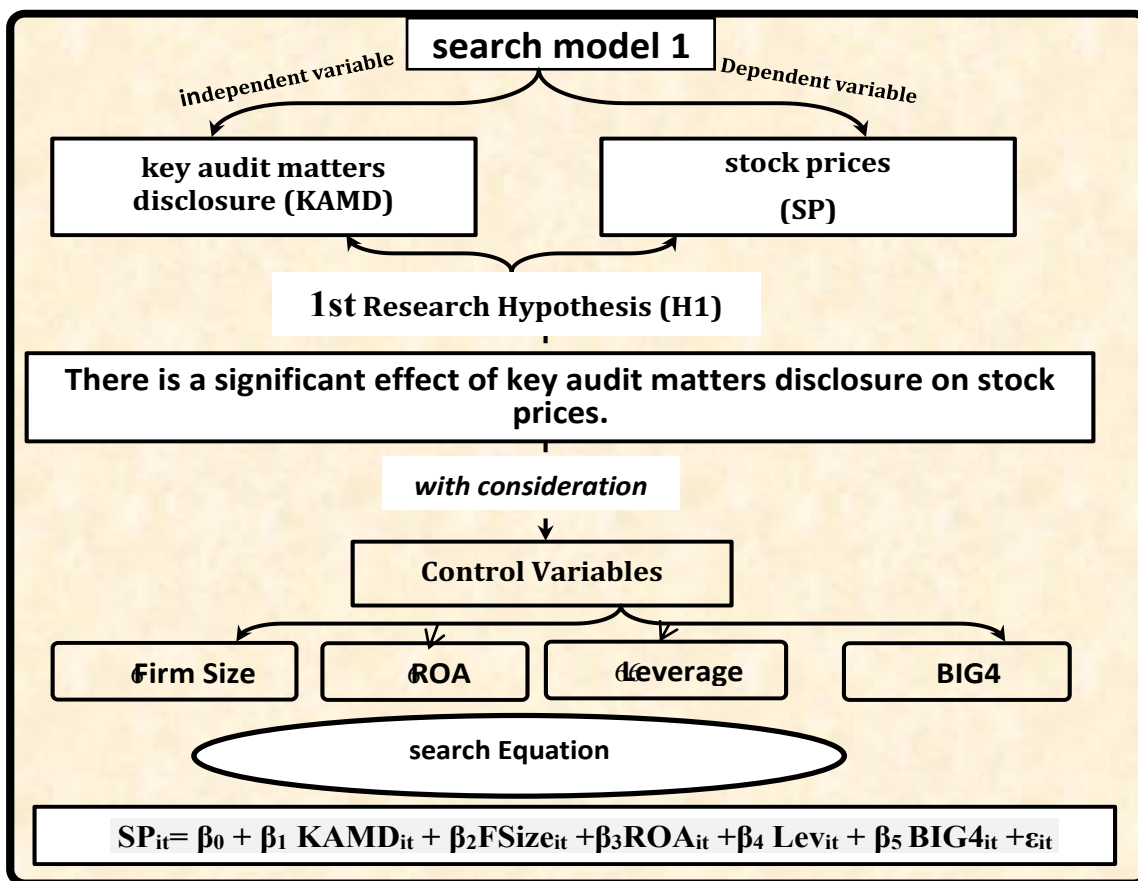 search model 1
independent variable
Dependent variable
key audit matters
disclosure (KAMD)
stock prices
(SP)
1st Research Hypothesis (H1)
There is a significant effect of key audit matters disclosure on stock
prices.
with consideration
Control Variables
Firm Size
ROA
Leverage
BIG4
search Equation
SPit= β0 + β1 KAMDit + β2FSizeit +β3ROAit +β4 Levit + β5 BIG4it +εit